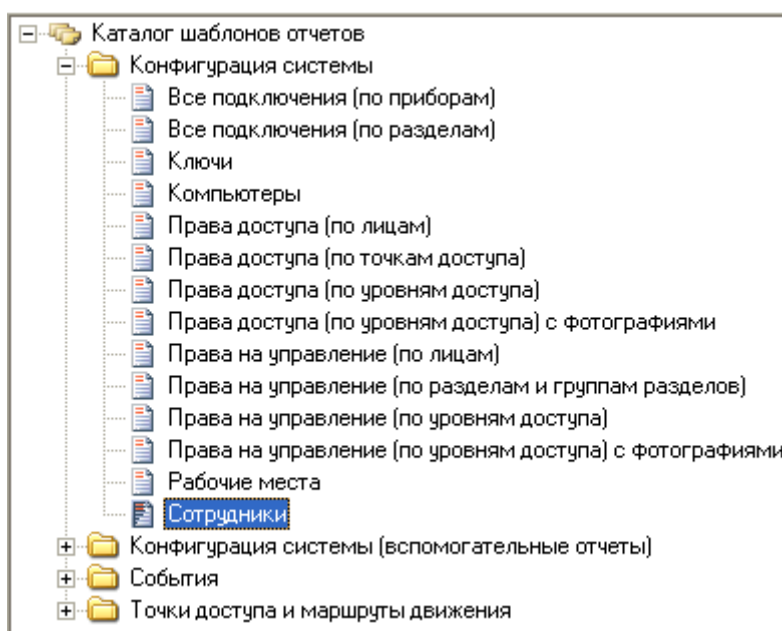 Каталог шаблонов отчетов
Конфигурация системы
Все подключения (по приборам)
Все подключения (по разделам)
Ключи
Компьютеры
Права доступа (по лицам)
Права доступа (по точкам доступа)
Права доступа (по уровням доступа)
Права доступа (по уровням доступа) с фотографиями
Права на управление (по лицам)
Права на управление (по разделам и группам разделов)
Права на управление (по уровням доступа)
Права на управление (по уровням доступа) с фотографиями
Рабочие места
Сотрудники
Конфигурация системы (вспомогательные отчеты)
События
Точки доступа и маршруты движения